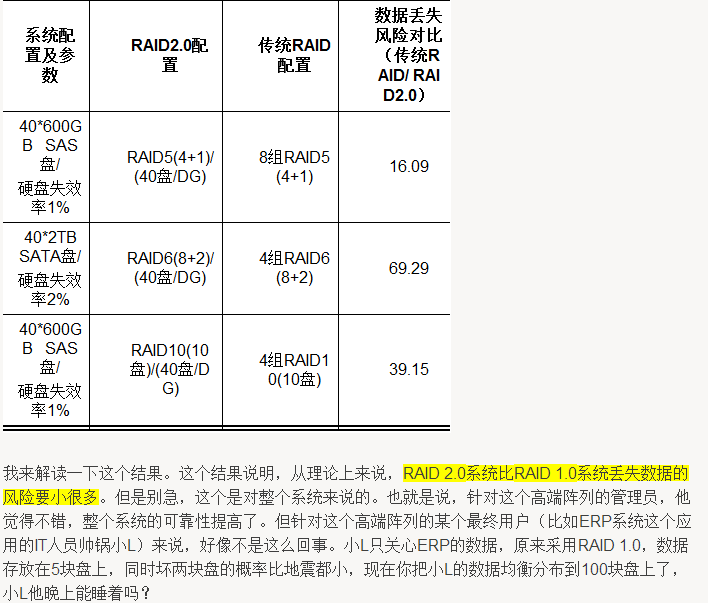 系统配
置及参
数
RAID2.0配
置
传统RAID
配置
数据丢失
风险对比
（传统R
AID/ RAI
D2.0）
40*600G
B SAS
盘/
硬盘失效
率1%
RAID5(4+1)/
(40盘/DG)
8组RAID5
(4+1)
16.09
40*2TB
SATA盘/
硬盘失效
率2%
RAID6(8+2)/
(40盘/DG)
4组RAID6
(8+2)
69.29
40*600G
B SAS
盘/
硬盘失效
率1%
RAID10(10
盘)/(40盘/D
G)
4组RAID1
0(10盘)
39.15
我来解读一下这个结果。这个结果说明，从理论上来说，RAID 2.0系统比RAID 1.0系统丢失数据的
风险要小很多。但是别急，这个是对整个系统来说的。也就是说，针对这个高端阵列的管理员，他
觉得不错，整个系统的可靠性提高了。但针对这个高端阵列的某个最终用户（比如ERP系统这个应
用的IT人员帅锅小L）来说，好像不是这么回事。小L只关心ERP的数据，原来采用RAID 1.0，数据
存放在5块盘上，同时坏两块盘的概率比地震都小，现在你把小L的数据均衡分布到100块盘上了，
小L他晚上能睡着吗？